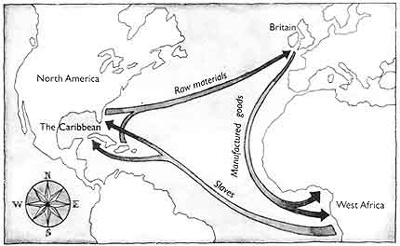 Britain
North America
Raw materials
Manufactured goods
The Caribbean
Slaves
West Africa
N
W
E
S